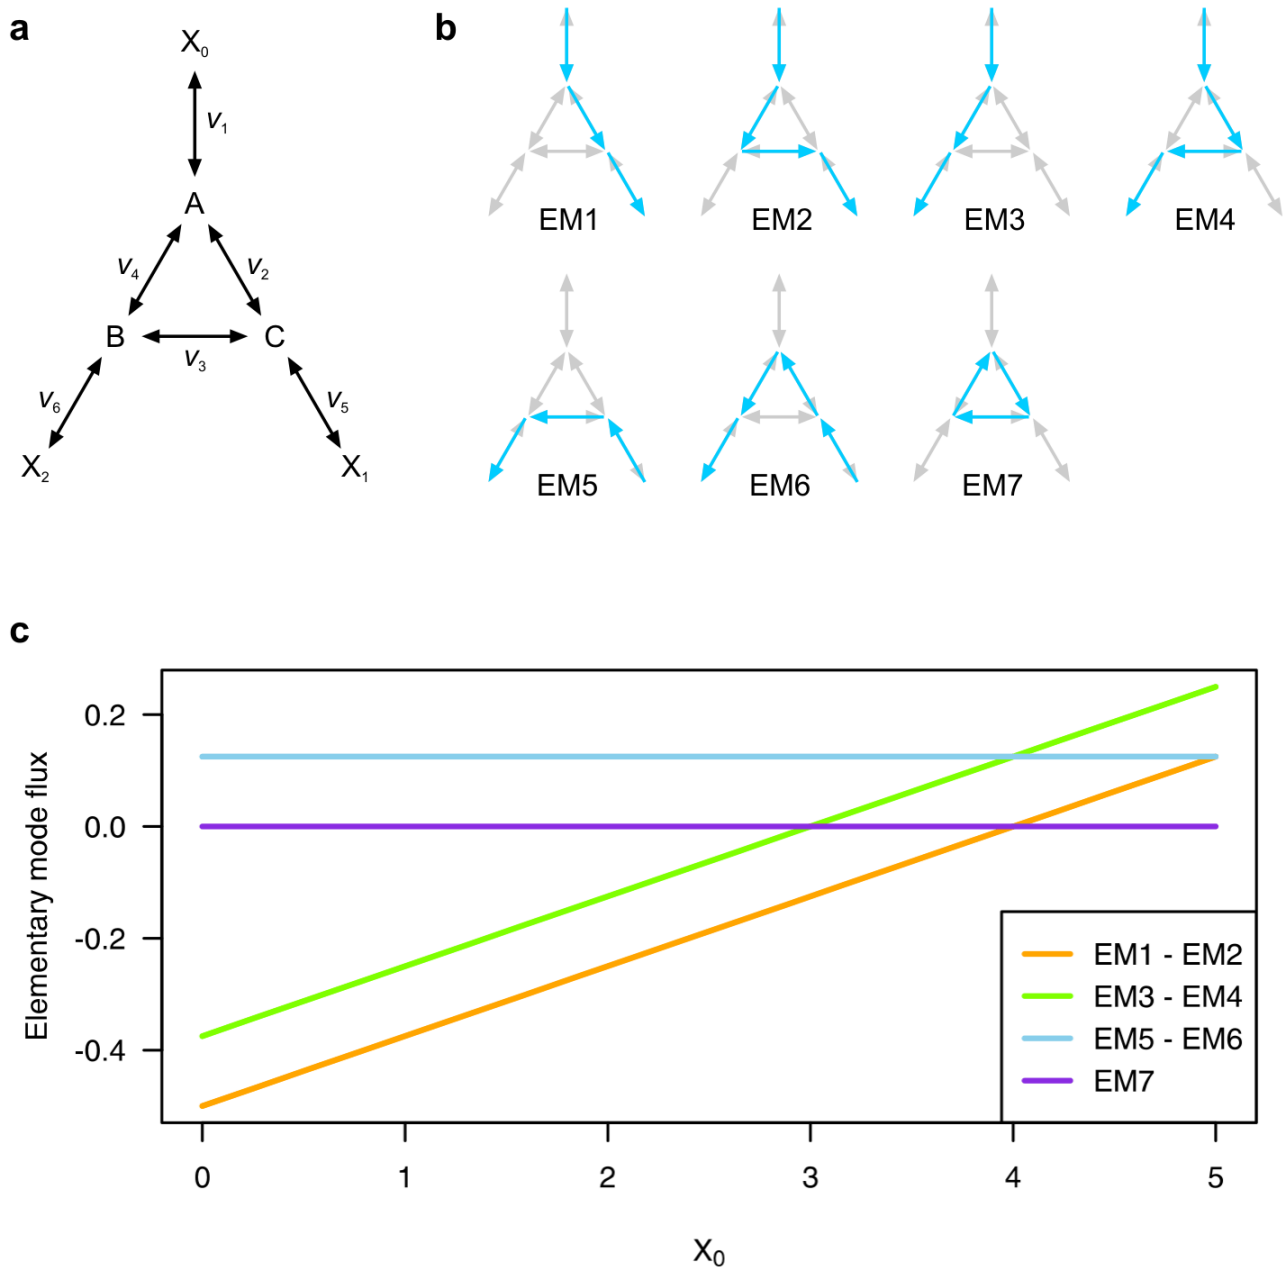 a
X₀
v₁
A
v₄
v₂
B
C
v₃
v₆
v₅
X₂
X₁
b
EM1
EM2
EM3
EM4
EM5
EM6
EM7
c
Elementary mode flux
0.2
0.0
-0.2
-0.4
EM1 - EM2
EM3 - EM4
EM5 - EM6
EM7
0 1 2 3 4 5
X₀